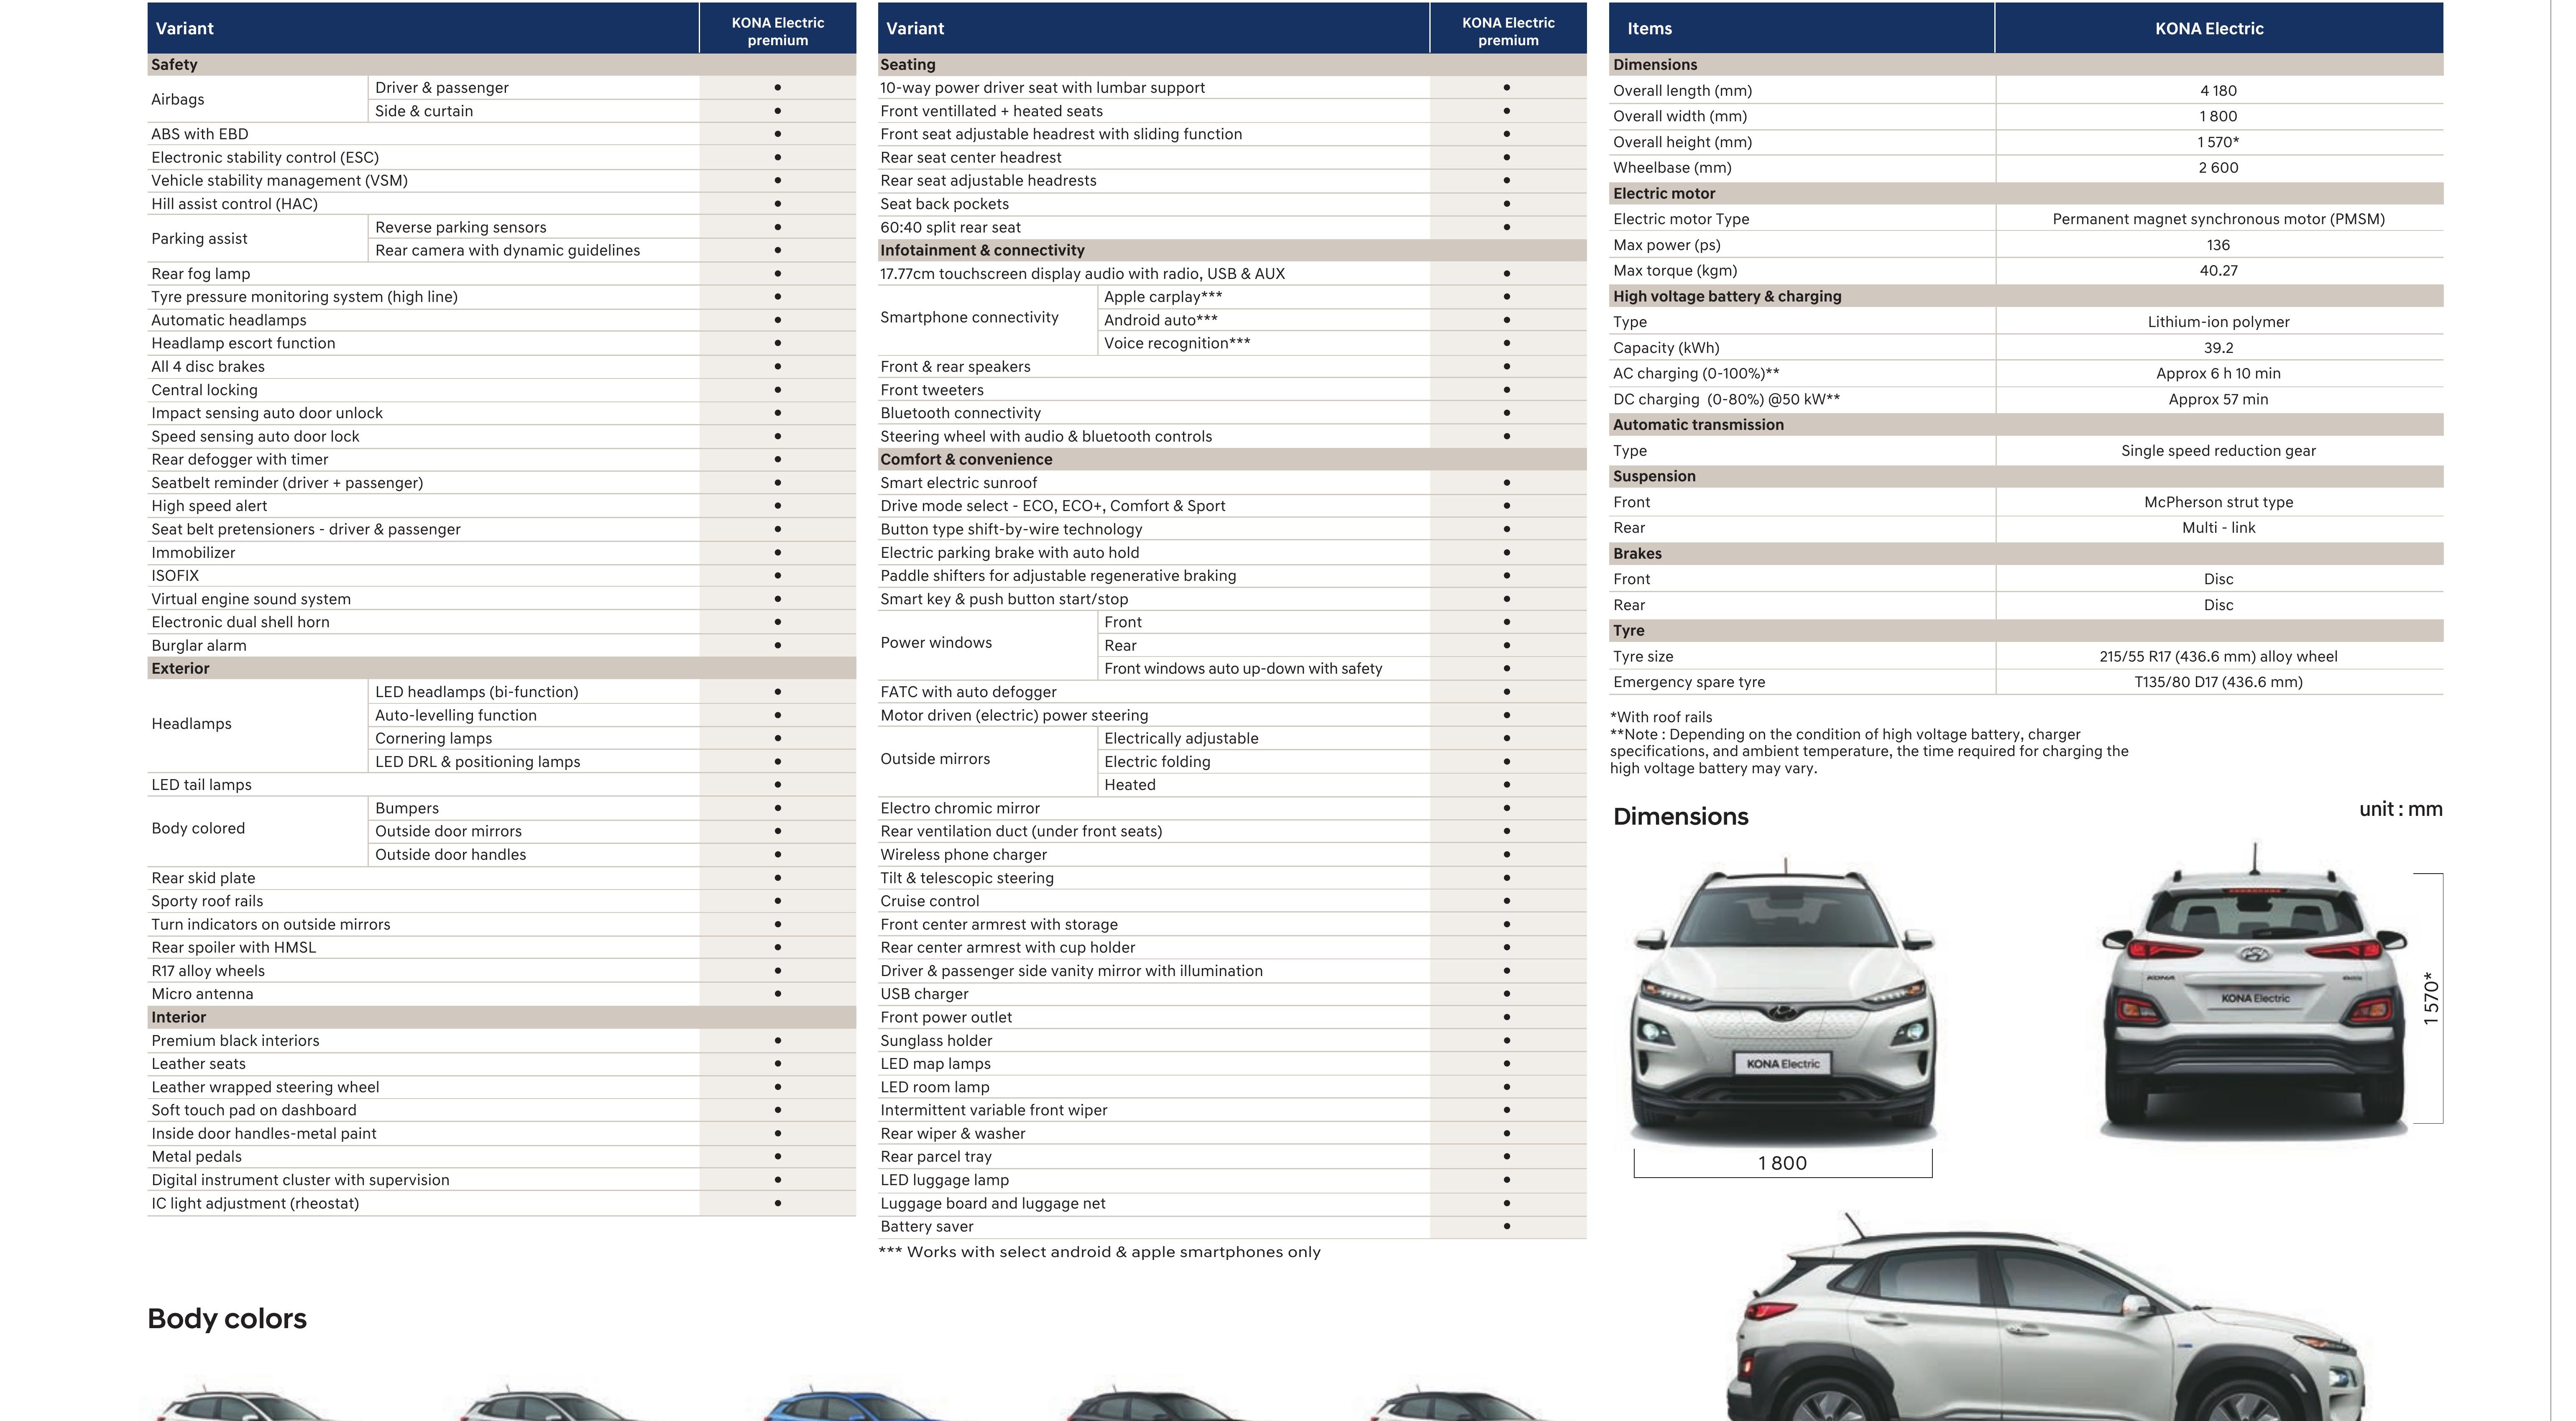 Variant KONA Electric premium
Safety
Airbags Driver & passenger •
Side & curtain •
ABS with EBD •
Electronic stability control (ESC) •
Vehicle stability management (VSM) •
Hill assist control (HAC) •
Parking assist Reverse parking sensors •
Rear camera with dynamic guidelines •
Rear fog lamp •
Tyre pressure monitoring system (high line) •
Automatic headlamps •
Headlamp escort function •
All 4 disc brakes •
Central locking •
Impact sensing auto door unlock •
Speed sensing auto door lock •
Rear defogger with timer •
Seatbelt reminder (driver + passenger) •
High speed alert •
Seat belt pretensioners - driver & passenger •
Immobilizer •
ISOFIX •
Virtual engine sound system •
Electronic dual shell horn •
Burglar alarm •
Exterior
Headlamps LED headlamps (bi-function) •
Auto-levelling function •
Cornering lamps •
LED DRL & positioning lamps •
LED tail lamps •
Body colored Bumpers •
Outside door mirrors •
Outside door handles •
Rear skid plate •
Sporty roof rails •
Turn indicators on outside mirrors •
Rear spoiler with HMSL •
R17 alloy wheels •
Micro antenna •
Interior
Premium black interiors •
Leather seats •
Leather wrapped steering wheel •
Soft touch pad on dashboard •
Inside door handles-metal paint •
Metal pedals •
Digital instrument cluster with supervision •
IC light adjustment (rheostat) •
Variant KONA Electric premium
Seating
10-way power driver seat with lumbar support •
Front ventillated + heated seats •
Front seat adjustable headrest with sliding function •
Rear seat center headrest •
Rear seat adjustable headrests •
Seat back pockets •
60:40 split rear seat •
Infotainment & connectivity
17.77cm touchscreen display audio with radio, USB & AUX •
Smartphone connectivity Apple carplay*** •
Android auto*** •
Voice recognition*** •
Front & rear speakers •
Front tweeters •
Bluetooth connectivity •
Steering wheel with audio & bluetooth controls •
Comfort & convenience
Smart electric sunroof •
Drive mode select - ECO, ECO+, Comfort & Sport •
Button type shift-by-wire technology •
Electric parking brake with auto hold •
Paddle shifters for adjustable regenerative braking •
Smart key & push button start/stop •
Power windows Front •
Rear •
Front windows auto up-down with safety •
FATC with auto defogger •
Motor driven (electric) power steering •
Outside mirrors Electrically adjustable •
Electric folding •
Heated •
Electro chromic mirror •
Rear ventilation duct (under front seats) •
Wireless phone charger •
Tilt & telescopic steering •
Cruise control •
Front center armrest with storage •
Rear center armrest with cup holder •
Driver & passenger side vanity mirror with illumination •
USB charger •
Front power outlet •
Sunglass holder •
LED map lamps •
LED room lamp •
Intermittent variable front wiper •
Rear wiper & washer •
Rear parcel tray •
LED luggage lamp •
Luggage board and luggage net •
Battery saver •
*** Works with select android & apple smartphones only
Items KONA Electric
Dimensions
Overall length (mm) 4 180
Overall width (mm) 1 800
Overall height (mm) 1 570*
Wheelbase (mm) 2 600
Electric motor
Electric motor Type Permanent magnet synchronous motor (PMSM)
Max power (ps) 136
Max torque (kgm) 40.27
High voltage battery & charging
Type Lithium-ion polymer
Capacity (kWh) 39.2
AC charging (0-100%)** Approx 6 h 10 min
DC charging (0-80%) @50 kW** Approx 57 min
Automatic transmission
Type Single speed reduction gear
Suspension
Front McPherson strut type
Rear Multi - link
Brakes
Front Disc
Rear Disc
Tyre
Tyre size 215/55 R17 (436.6 mm) alloy wheel
Emergency spare tyre T135/80 D17 (436.6 mm)
*With roof rails
**Note : Depending on the condition of high voltage battery, charger
specifications, and ambient temperature, the time required for charging the
high voltage battery may vary.
Dimensions unit : mm
KONA Electric
1 800
KONA
KONA Electric
1 570*
Body colors